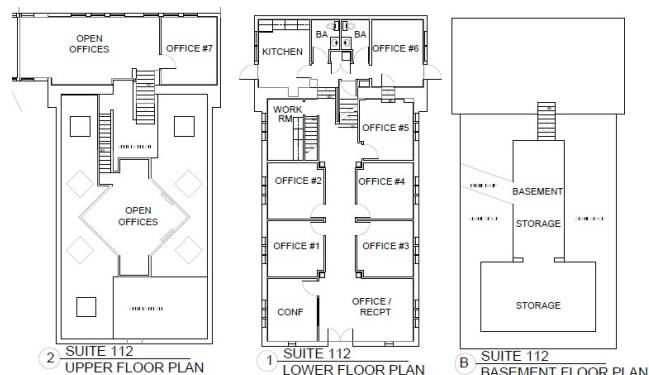 OPEN
OFFICES
OFFICE #7
OPEN
OFFICES
2
SUITE 112
UPPER FLOOR PLAN
KITCHEN
BA
BA
OFFICE #6
WORK
RM
OFFICE #5
OFFICE #2
OFFICE #4
OFFICE #1
OFFICE #3
CONF
OFFICE /
RECPT
1
SUITE 112
LOWER FLOOR PLAN
BASEMENT
STORAGE
STORAGE
B
SUITE 112
BASEMENT FLOOR PLAN